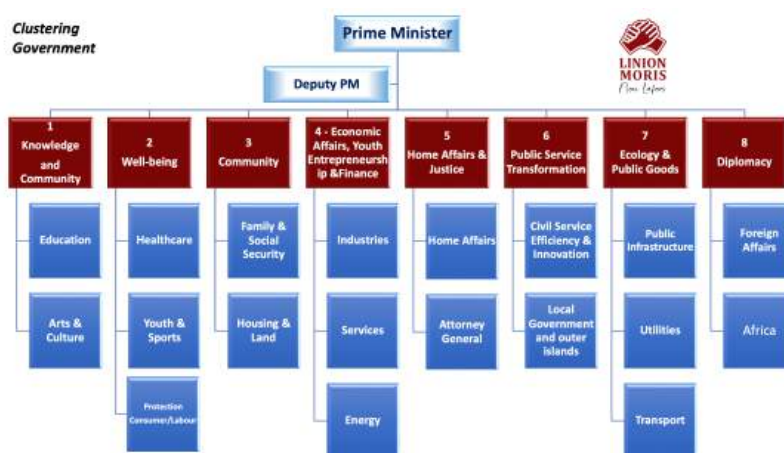 Clustering
Government
Prime Minister
LINION
MORIS
Nou Lafors
Deputy PM
1
Knowledge
and
Community
2
Well-being
3
Community
4 - Economic
Affairs, Youth
Entrepreneursh
ip &Finance
5
Home Affairs &
Justice
6
Public Service
Transformation
7
Ecology &
Public Goods
8
Diplomacy
Education
Healthcare
Family &
Social
Security
Industries
Home Affairs
Civil Service
Efficiency &
Innovation
Public
Infrastructure
Foreign
Affairs
Arts &
Culture
Youth &
Sports
Housing &
Land
Services
Attorney
General
Local
Government
and outer
islands
Utilities
Africa
Protection
Consumer/Labour
Energy
Transport